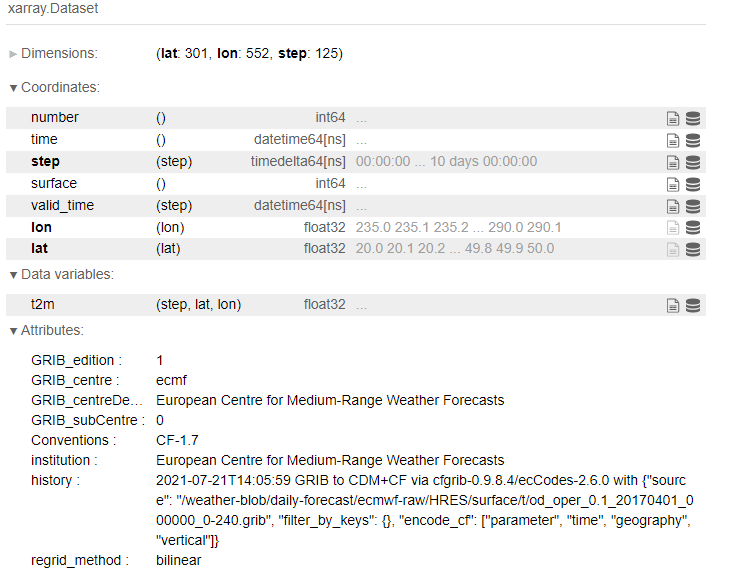 xarray.Dataset
► Dimensions: (lat: 301, lon: 552, step: 125)
▼ Coordinates:
number () int64 ...
time () datetime64[ns] ...
step (step) timedelta64[ns] 00:00:00 ... 10 days 00:00:00
surface () int64 ...
valid_time (step) datetime64[ns] ...
lon (lon) float32 235.0 235.1 235.2 ... 290.0 290.1
lat (lat) float32 20.0 20.1 20.2 ... 49.8 49.9 50.0
▼ Data variables:
t2m (step, lat, lon) float32 ...
▼ Attributes:
GRIB_edition : 1
GRIB_centre : ecmf
GRIB_centreDe... European Centre for Medium-Range Weather Forecasts
GRIB_subCentre : 0
Conventions : CF-1.7
institution : European Centre for Medium-Range Weather Forecasts
history : 2021-07-21T14:05:59 GRIB to CDM+CF via cfgrib-0.9.8.4/ecCodes-2.6.0 with {"sourc
e": "/weather-blob/daily-forecast/ecmwf-raw/HRES/surface/t/od_oper_0.1_20170401_0
00000_0-240.grib", "filter_by_keys": {}, "encode_cf": ["parameter", "time", "geography",
"vertical"]}
regrid_method : bilinear